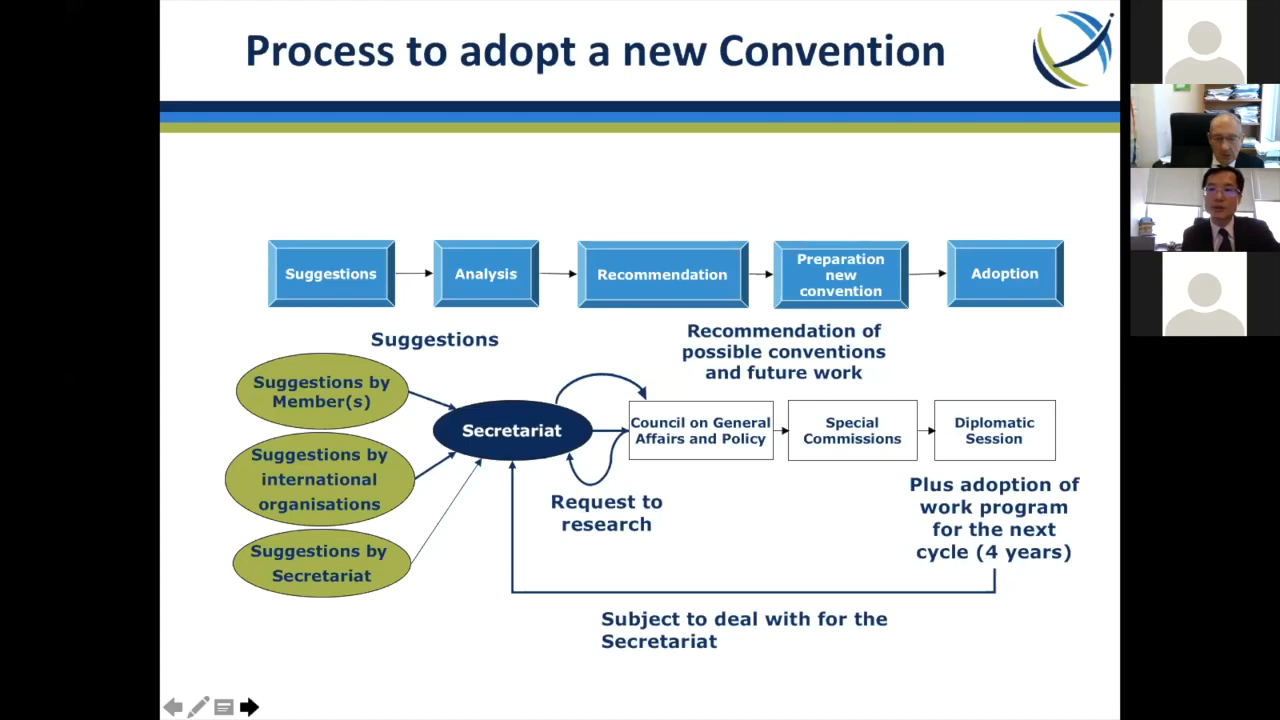 Process to adopt a new Convention
Suggestions
Analysis
Recommendation
Preparation
new
convention
Adoption
Suggestions
Recommendation of
possible conventions
and future work
Suggestions by
Member(s)
Suggestions by
international
organisations
Suggestions by
Secretariat
Secretariat
Council on General
Affairs and Policy
Special
Commissions
Diplomatic
Session
Request to
research
Plus adoption of
work program
for the next
cycle (4 years)
Subject to deal with for the
Secretariat